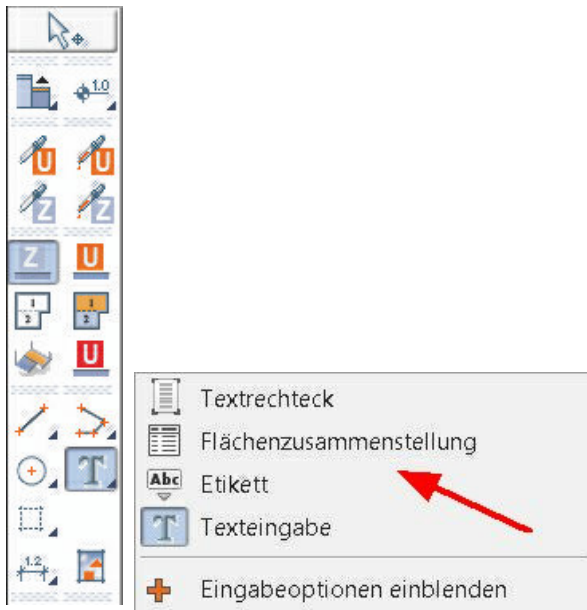 1.0
U U
Z Z
Z U
1 1
2 2
U
T
1.2
Textrechteck
Flächenzusammenstellung
Abc Etikett
T Texteingabe
Eingabeoptionen einblenden